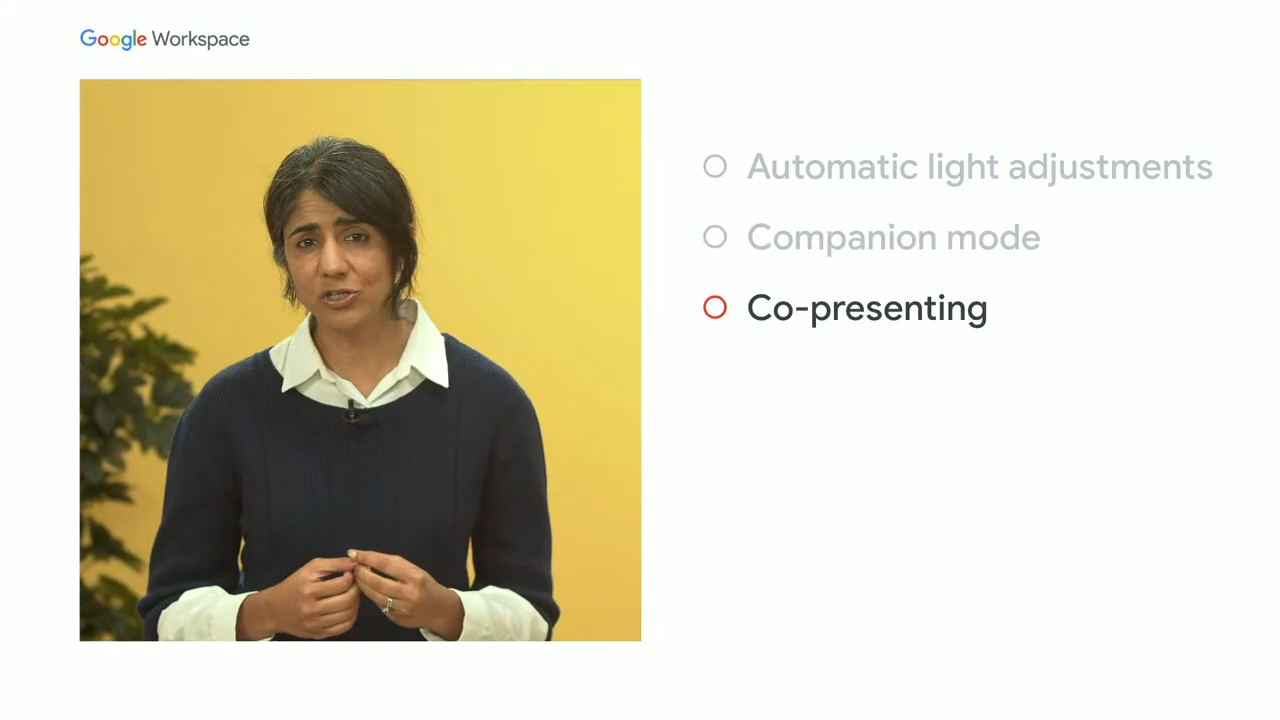 Google Workspace
Automatic light adjustments
Companion mode
Co-presenting